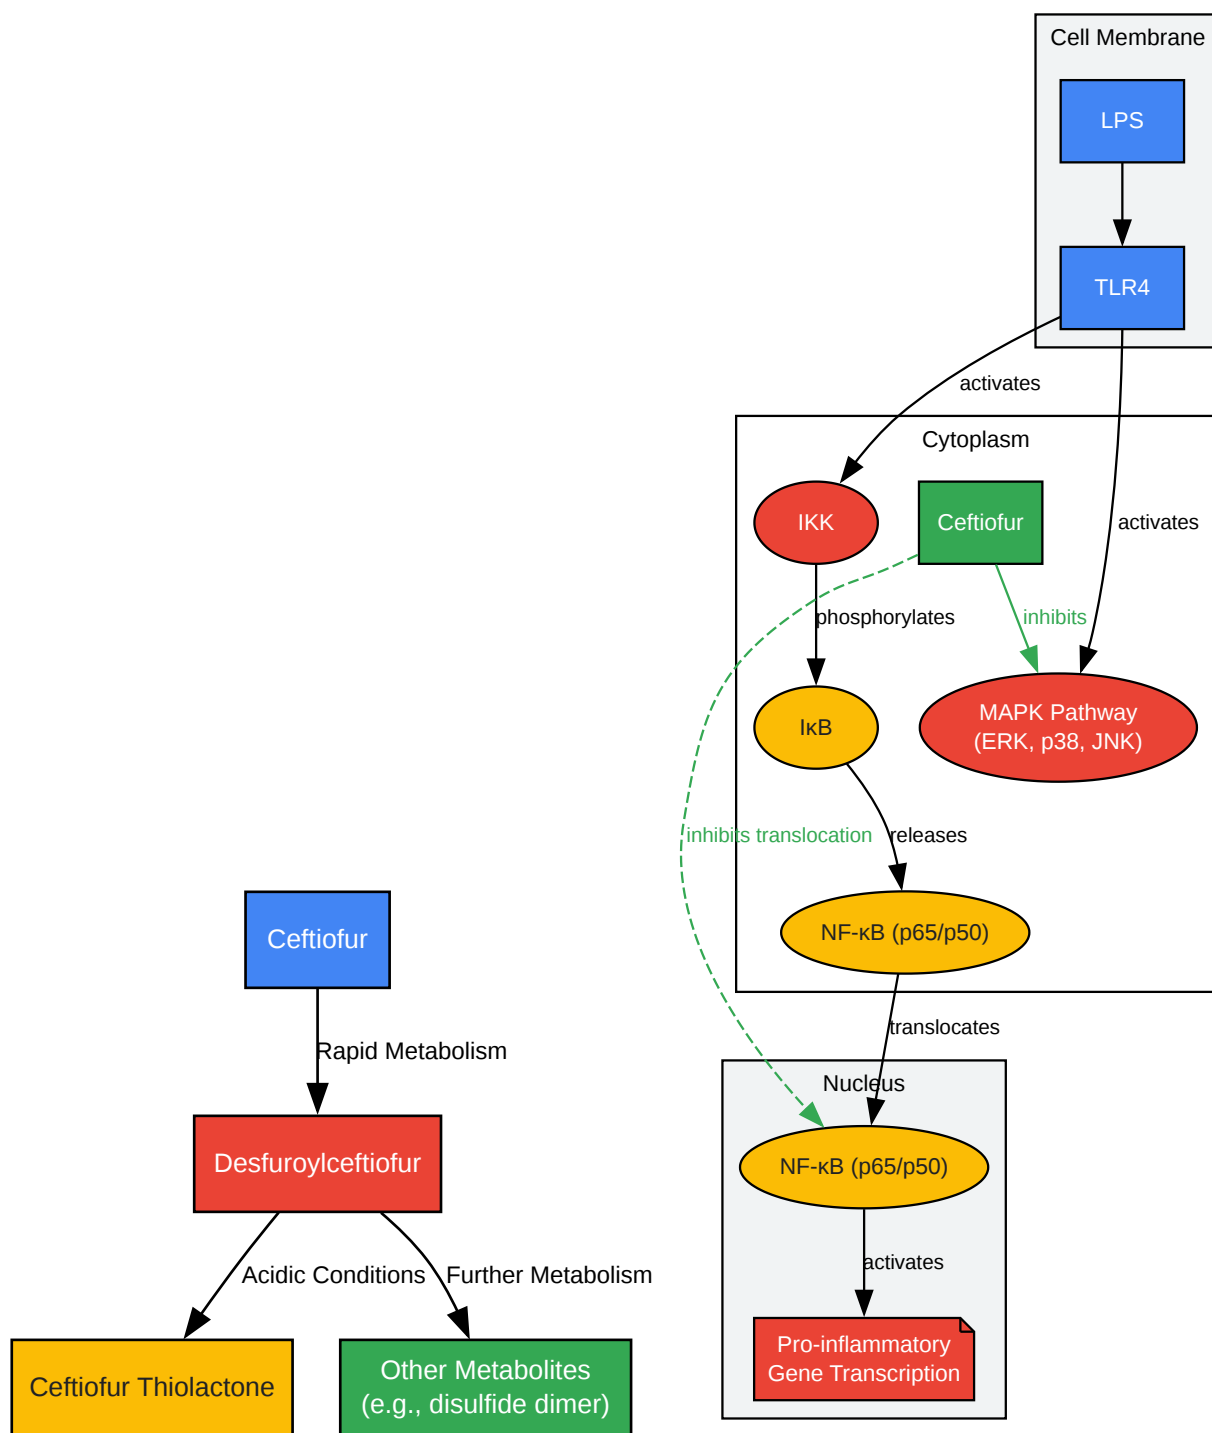 Cell Membrane
LPS
TLR4
activates
Cytoplasm
IKK
Ceftiofur
activates
phosphorylates
inhibits
IκB
MAPK Pathway
(ERK, p38, JNK)
inhibits translocation
releases
NF-κB (p65/p50)
translocates
Nucleus
NF-κB (p65/p50)
activates
Pro-inflammatory
Gene Transcription
Ceftiofur
Rapid Metabolism
Desfuroylceftiofur
Acidic Conditions
Further Metabolism
Ceftiofur Thiolactone
Other Metabolites
(e.g., disulfide dimer)